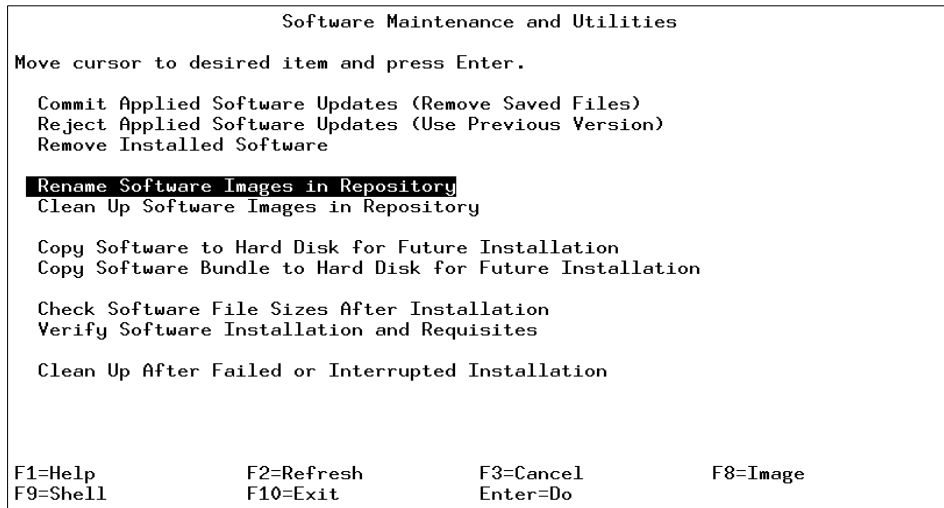 Software Maintenance and Utilities
Move cursor to desired item and press Enter.
Commit Applied Software Updates (Remove Saved Files)
Reject Applied Software Updates (Use Previous Version)
Remove Installed Software
Rename Software Images in Repository
Clean Up Software Images in Repository
Copy Software to Hard Disk for Future Installation
Copy Software Bundle to Hard Disk for Future Installation
Check Software File Sizes After Installation
Verify Software Installation and Requisites
Clean Up After Failed or Interrupted Installation
F1=Help F2=Refresh F3=Cancel F8=Image
F9=Shell F10=Exit Enter=Do